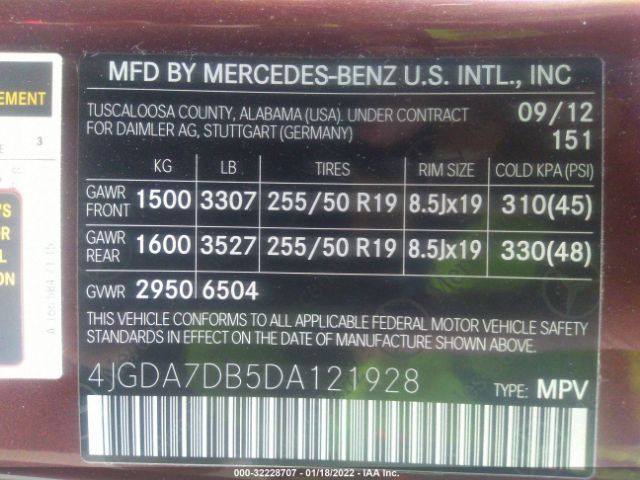 MFD BY MERCEDES-BENZ U.S. INTL., INC
TUSCALOOSA COUNTY, ALABAMA (USA). UNDER CONTRACT 09/12
FOR DAIMLER AG, STUTTGART (GERMANY) 151
KG LB TIRES RIM SIZE COLD KPA (PSI)
GAWR FRONT 1500 3307 255/50 R19 8.5Jx19 310(45)
GAWR REAR 1600 3527 255/50 R19 8.5Jx19 330(48)
GVWR 2950 6504
THIS VEHICLE CONFORMS TO ALL APPLICABLE FEDERAL MOTOR VEHICLE SAFETY
STANDARDS IN EFFECT ON THE DATE OF MANUFACTURE SHOWN ABOVE.
4JGDA7DB5DA121928 TYPE: MPV
EMENT
3
000-32228707 - 01/18/2022 - IAA Inc.